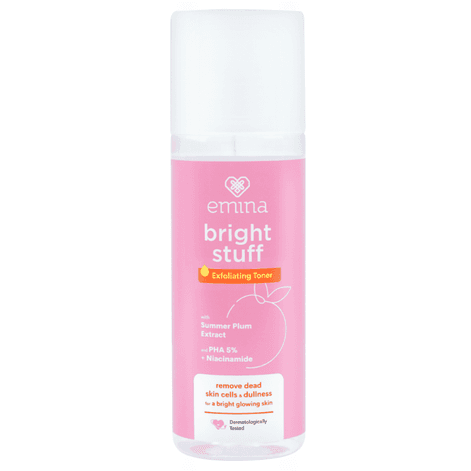 emina
bright
stuff
Exfoliating Toner
with
Summer Plum
Extract
and PHA 5%
+ Niacinamide
remove dead
skin cells & dullness
for a bright glowing skin
Dermatologically
Tested